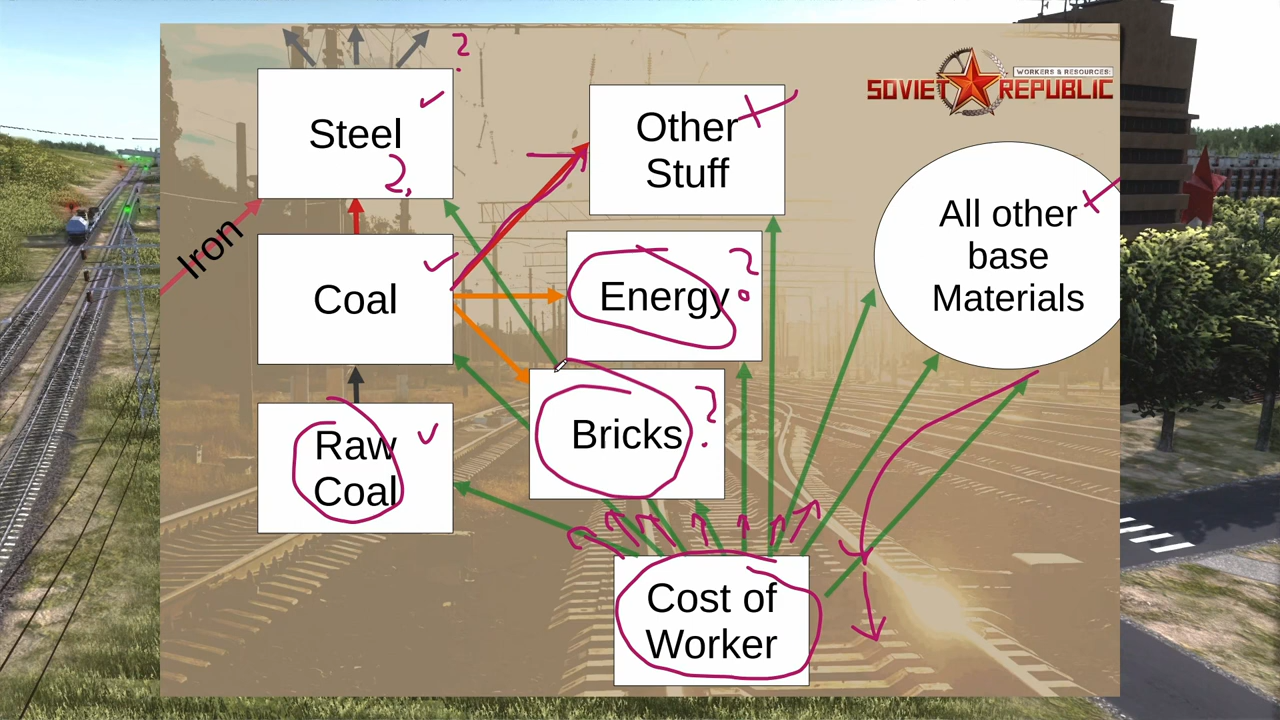 ?
WORKERS & RESOURCES:
SOVIET REPUBLIC
Steel
2,
Other
Stuff
Iron
Coal
Energy
?
All other
base
Materials
Raw
Coal
Bricks
?
Cost of
Worker